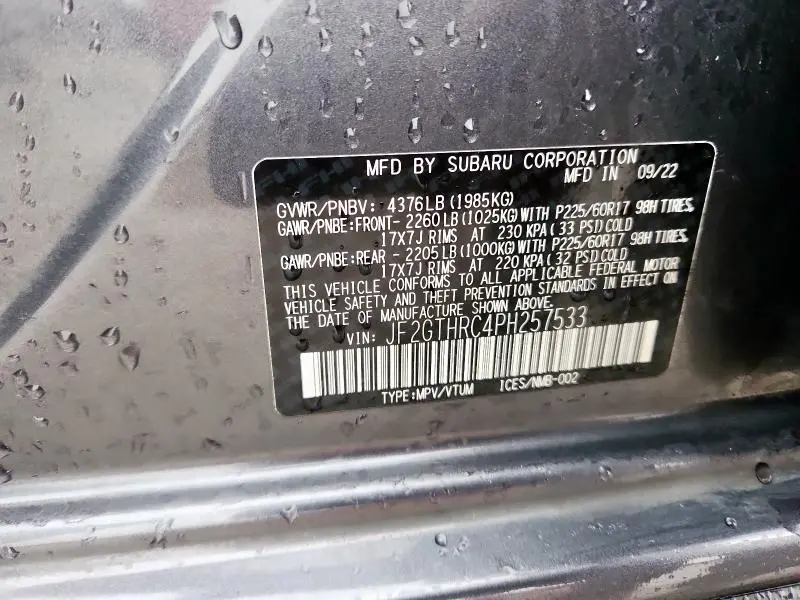 MFD BY SUBARU CORPORATION
MFD IN 09/22
GVWR/PNBV: 4376LB (1985KG)
GAWR/PNBE:FRONT- 2260LB (1025KG) WITH P225/60R17 98H TIRES,
17X7J RIMS AT 230 KPA (33 PSI) COLD
GAWR/PNBE:REAR - 2205LB (1000KG) WITH P225/60R17 98H TIRES,
17X7J RIMS AT 220 KPA (32 PSI) COLD
THIS VEHICLE CONFORMS TO ALL APPLICABLE FEDERAL MOTOR
VEHICLE SAFETY AND THEFT PREVENTION STANDARDS IN EFFECT ON
THE DATE OF MANUFACTURE SHOWN ABOVE.
VIN: JF2GTHRC4PH257533
TYPE:MPV/VTUM ICES/NMB-002